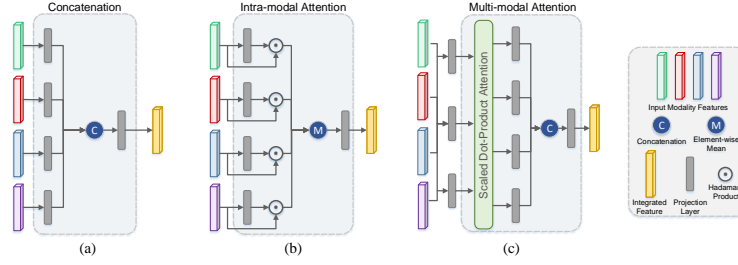 Concatenation
Intra-modal Attention
Multi-modal Attention
C
M
Scaled Dot-Product Attention
C
Input Modality Features
C
M
Concatenation
Element-wise
Mean
Integrated
Feature
Projection
Layer
Hadamar
Product
(a)
(b)
(c)